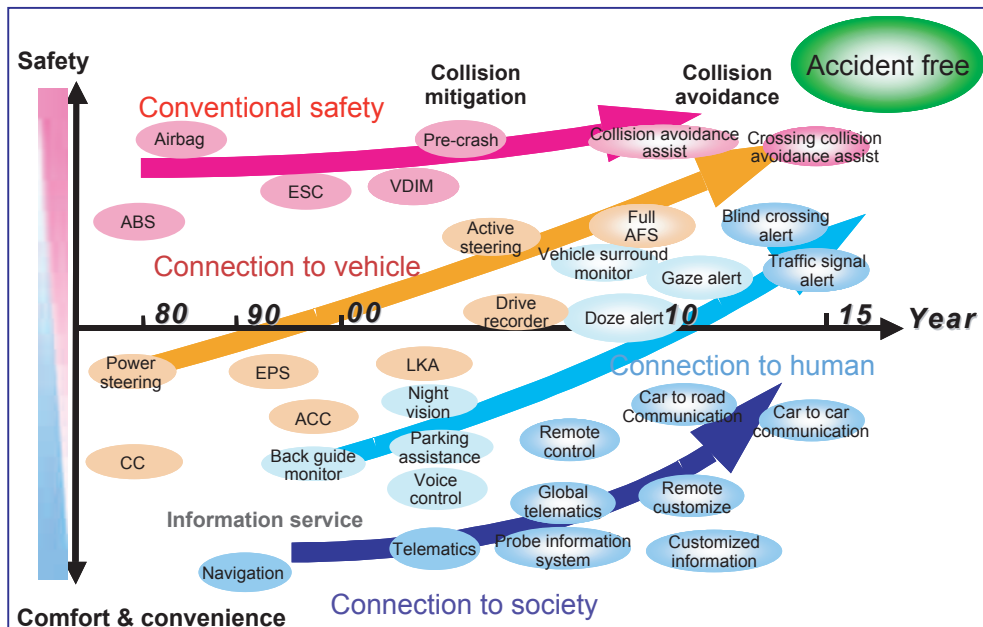 Safety
Accident free
Collision
mitigation
Collision
avoidance
Conventional safety
Airbag
Pre-crash
Collision avoidance
assist
Crossing collision
avoidance assist
ESC
VDIM
ABS
Active
steering
Full
AFS
Blind crossing
alert
Connection to vehicle
Vehicle surround
monitor
Gaze alert
Traffic signal
alert
80
90
00
Drive
recorder
Doze alert
10
15
Year
Power
steering
EPS
LKA
Connection to human
Night
vision
Car to road
Communication
Car to car
communication
ACC
Remote
control
CC
Back guide
monitor
Parking
assistance
Voice
control
Global
telematics
Remote
customize
Information service
Navigation
Telematics
Probe information
system
Customized
information
Connection to society
Comfort & convenience